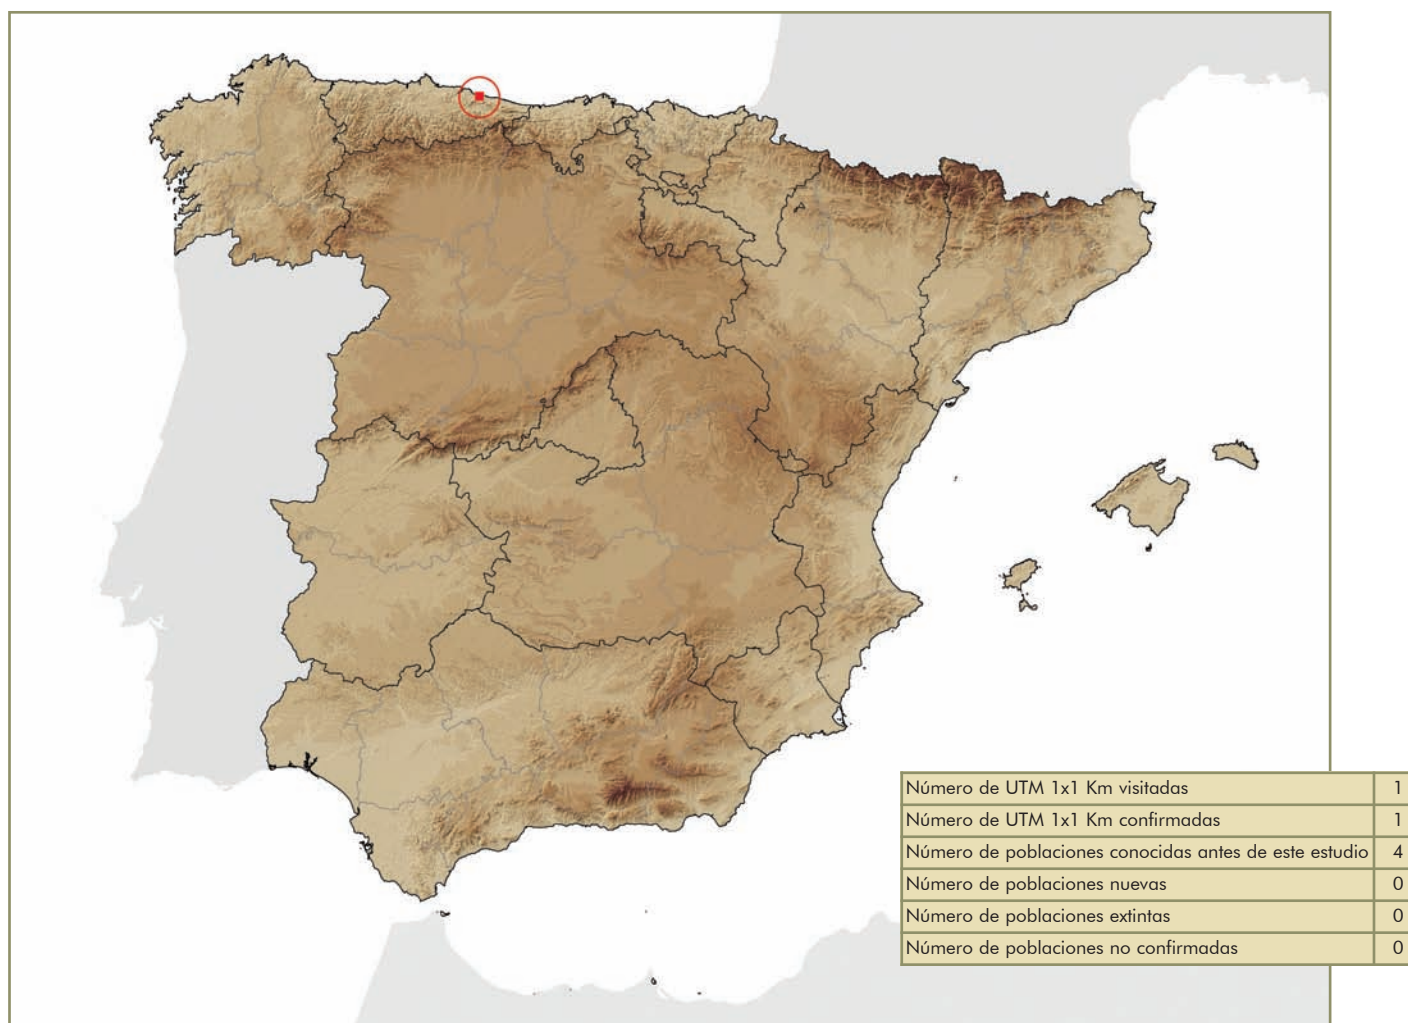 Número de UTM 1x1 Km visitadas 1
Número de UTM 1x1 Km confirmadas 1
Número de poblaciones conocidas antes de este estudio 4
Número de poblaciones nuevas 0
Número de poblaciones extintas 0
Número de poblaciones no confirmadas 0